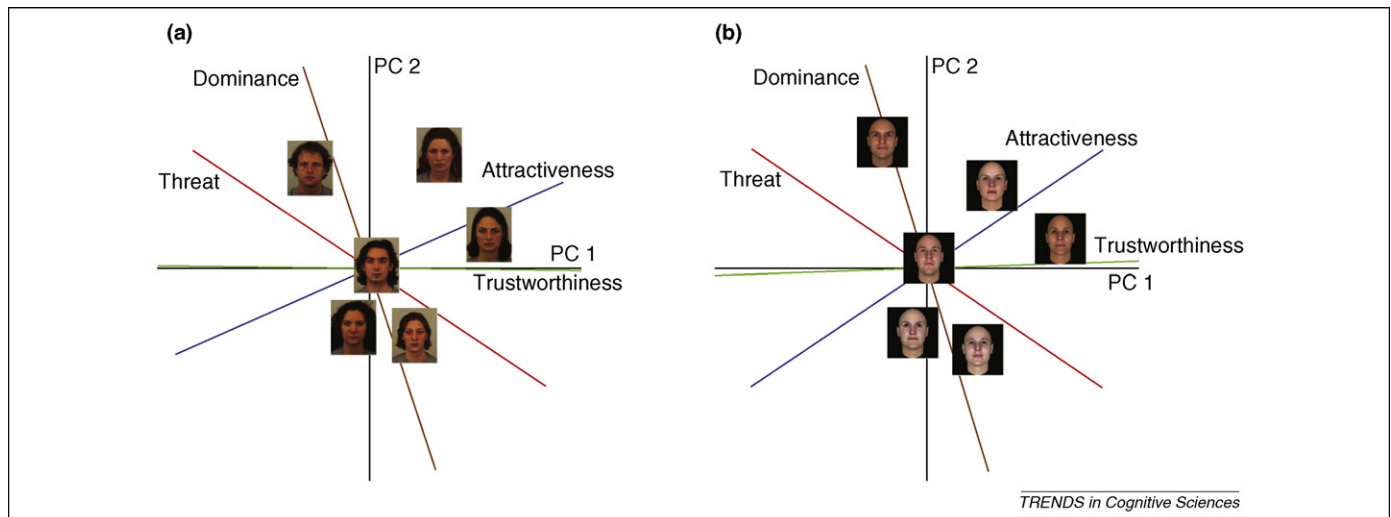 (a)
PC 2
Dominance
Attractiveness
Threat
PC 1
Trustworthiness
(b)
PC 2
Dominance
Attractiveness
Threat
Trustworthiness
PC 1
TRENDS in Cognitive Sciences